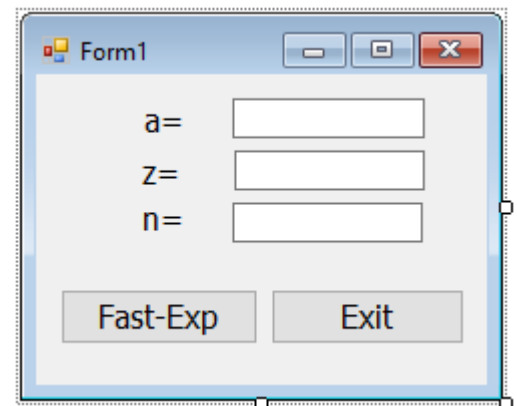 Form1
a=
z=
n=
Fast-Exp Exit